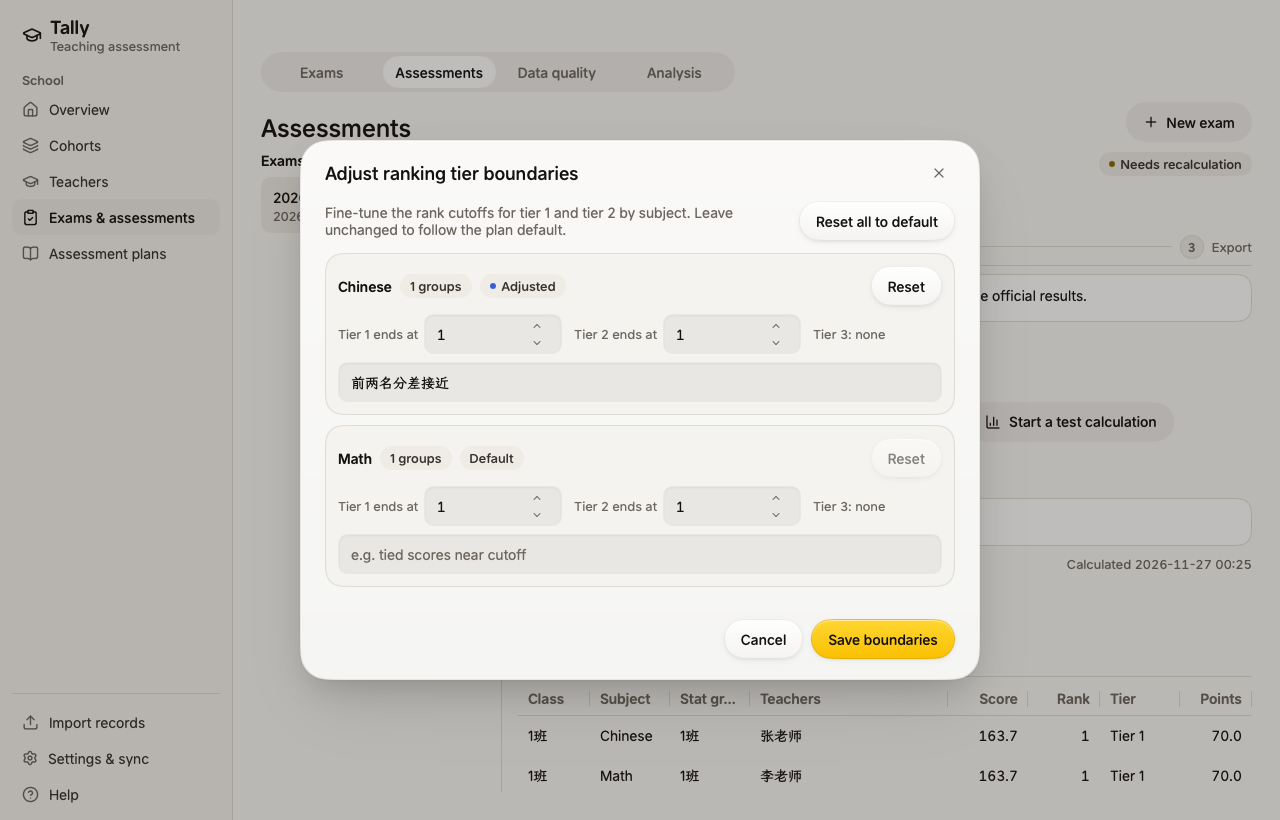 Tally
Teaching assessment
School
Overview
Cohorts
Teachers
Exams & assessments
Assessment plans
Import records
Settings & sync
Help
Exams
Assessments
Data quality
Analysis
Assessments
New exam
Exams
Needs recalculation
3 Export
e official results.
Start a test calculation
Calculated 2026-11-27 00:25
Adjust ranking tier boundaries
Fine-tune the rank cutoffs for tier 1 and tier 2 by subject. Leave
unchanged to follow the plan default.
Reset all to default
Chinese 1 groups Adjusted Reset
Tier 1 ends at 1 Tier 2 ends at 1 Tier 3: none
前两名分差接近
Math 1 groups Default Reset
Tier 1 ends at 1 Tier 2 ends at 1 Tier 3: none
e.g. tied scores near cutoff
Cancel Save boundaries
Class Subject Stat gr... Teachers Score Rank Tier Points
1班 Chinese 1班 张老师 163.7 1 Tier 1 70.0
1班 Math 1班 李老师 163.7 1 Tier 1 70.0